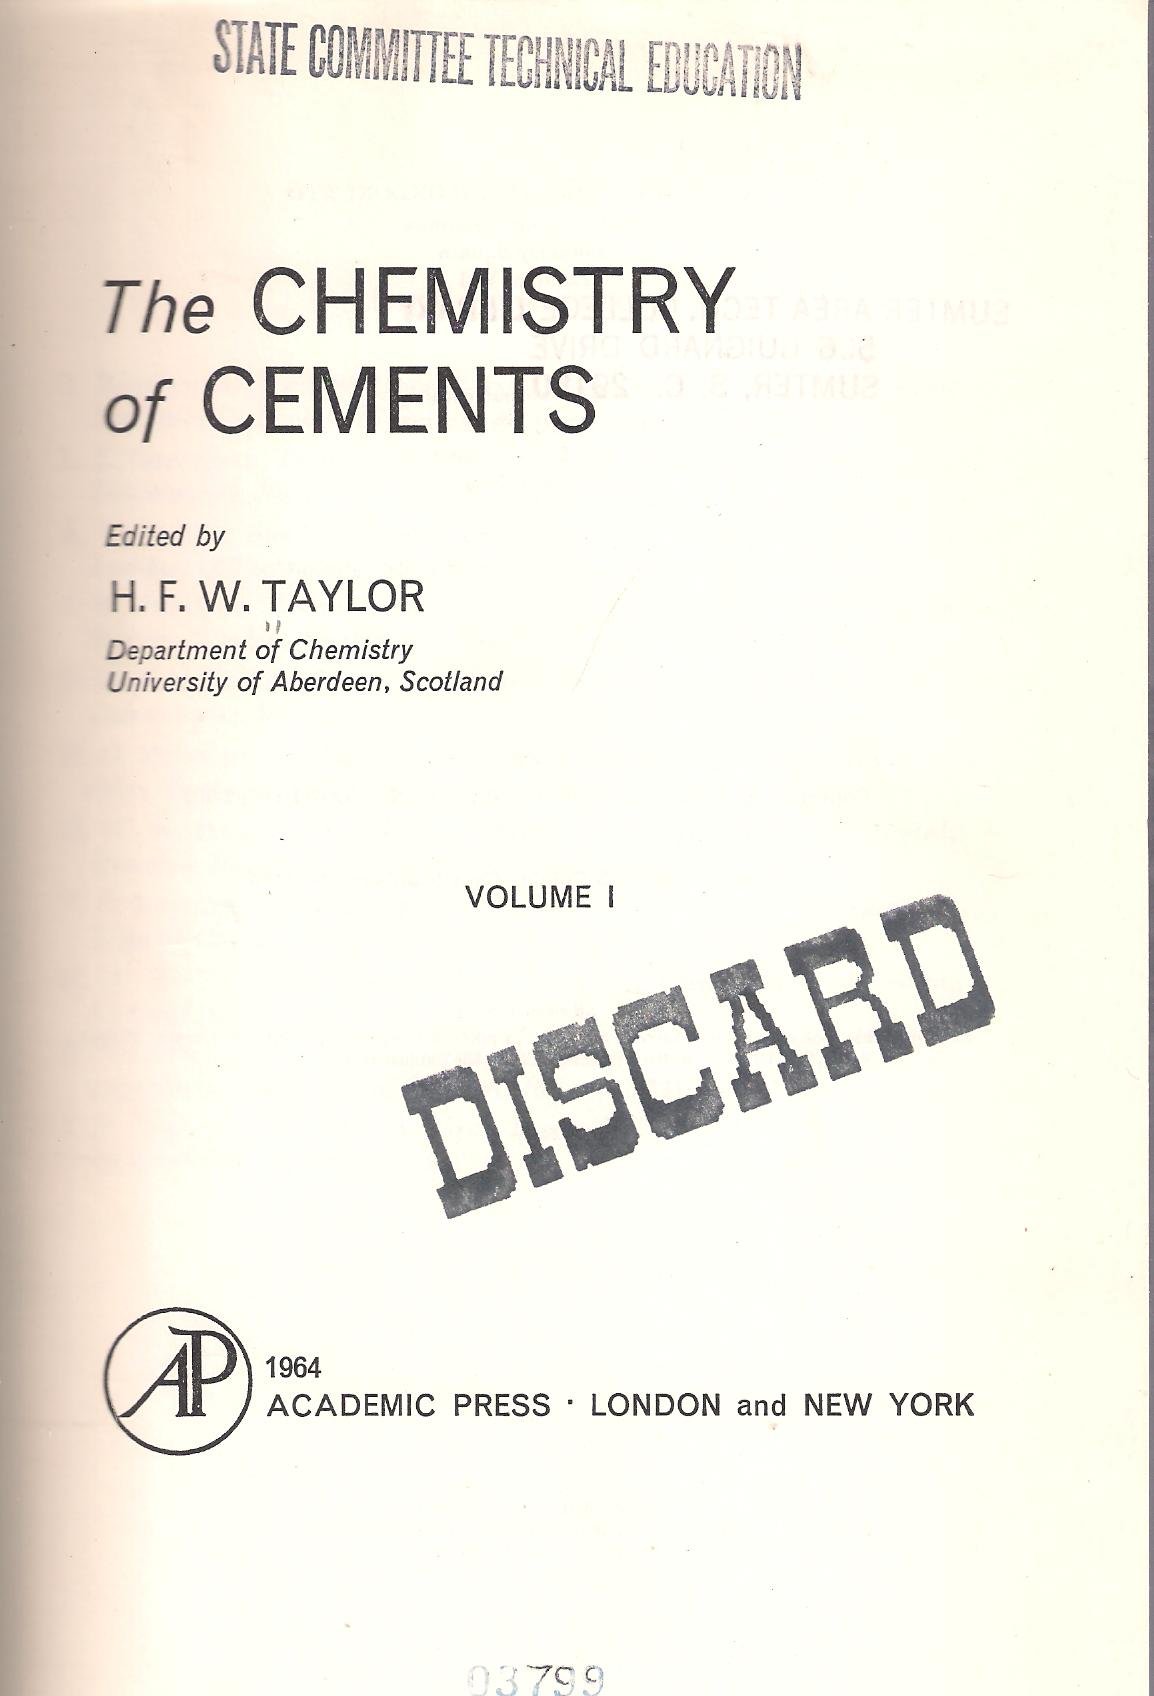 STATE COMMITTEE TECHNICAL EDUCATION
The CHEMISTRY
of CEMENTS
Edited by
H. F. W. TAYLOR
Department of Chemistry
University of Aberdeen, Scotland
VOLUME I
DISCARD
AP
1964
ACADEMIC PRESS · LONDON and NEW YORK
03799